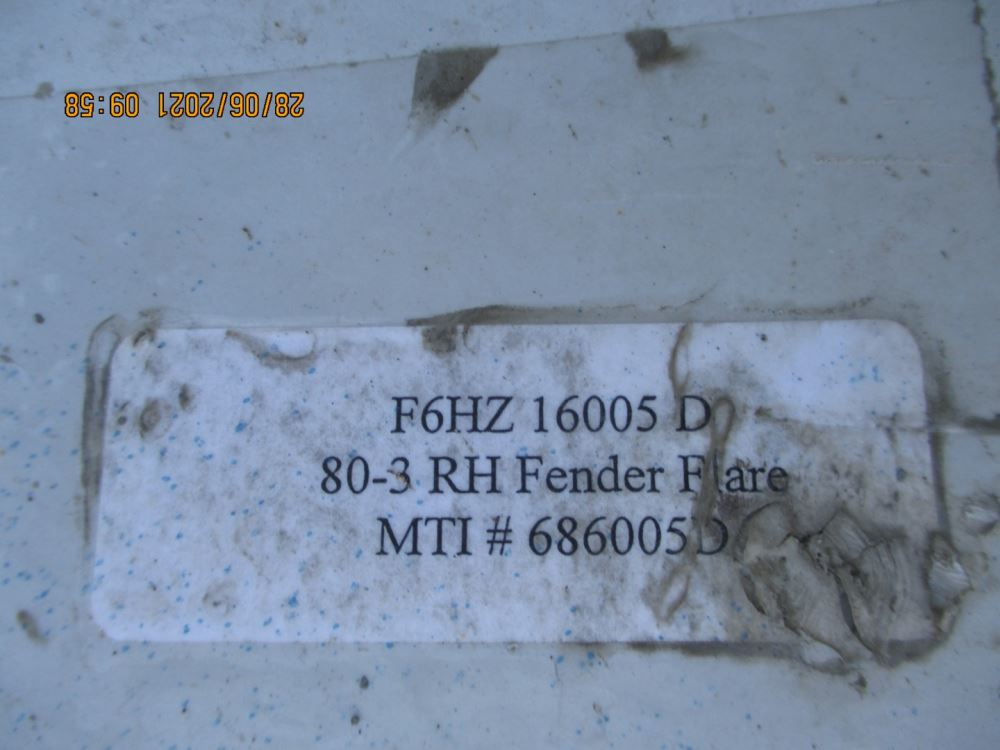 28/06/2021 09:58
F6HZ 16005 D
80-3 RH Fender Flare
MTI # 686005D